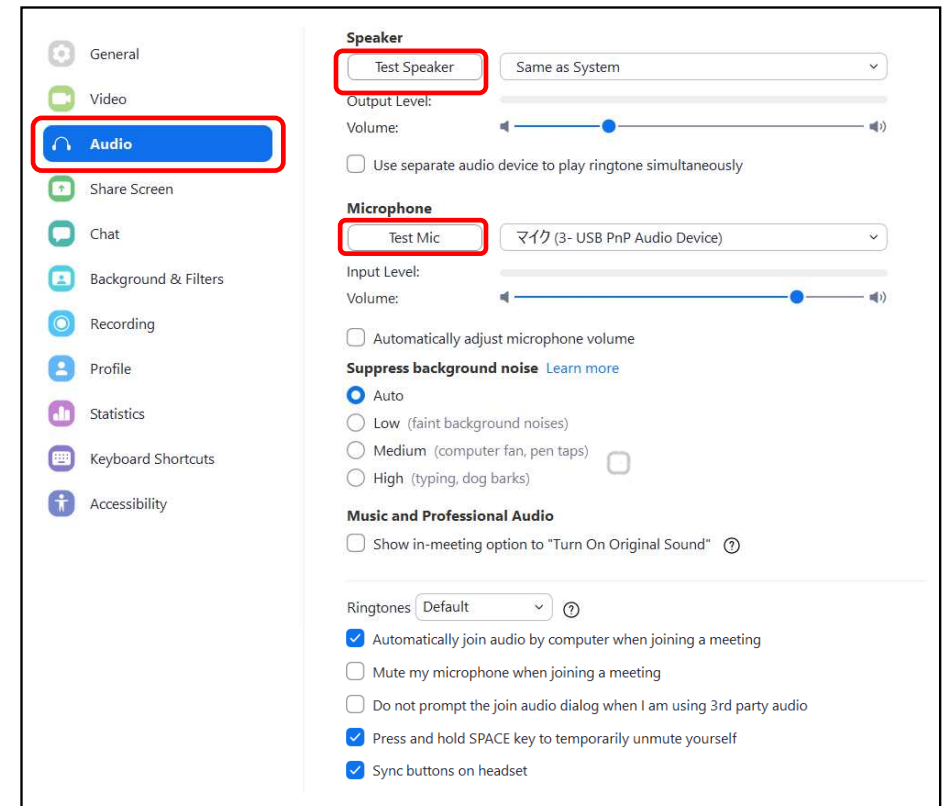 General
Video
Audio
Share Screen
Chat
Background & Filters
Recording
Profile
Statistics
Keyboard Shortcuts
Accessibility
Speaker
Test Speaker Same as System
Output Level:
Volume:
Use separate audio device to play ringtone simultaneously
Microphone
Test Mic マイク (3- USB PnP Audio Device)
Input Level:
Volume:
Automatically adjust microphone volume
Suppress background noise Learn more
Auto
Low (faint background noises)
Medium (computer fan, pen taps)
High (typing, dog barks)
Music and Professional Audio
Show in-meeting option to "Turn On Original Sound" ?
Ringtones Default ?
Automatically join audio by computer when joining a meeting
Mute my microphone when joining a meeting
Do not prompt the join audio dialog when I am using 3rd party audio
Press and hold SPACE key to temporarily unmute yourself
Sync buttons on headset